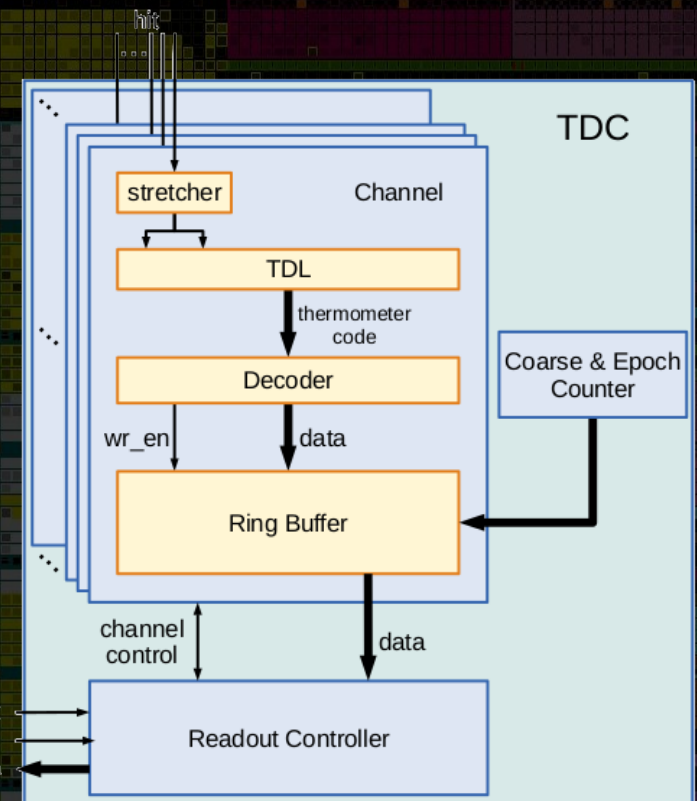 hit
TDC
stretcher
Channel
TDL
thermometer
code
Coarse & Epoch
Counter
Decoder
wr_en
data
Ring Buffer
channel
control
data
Readout Controller